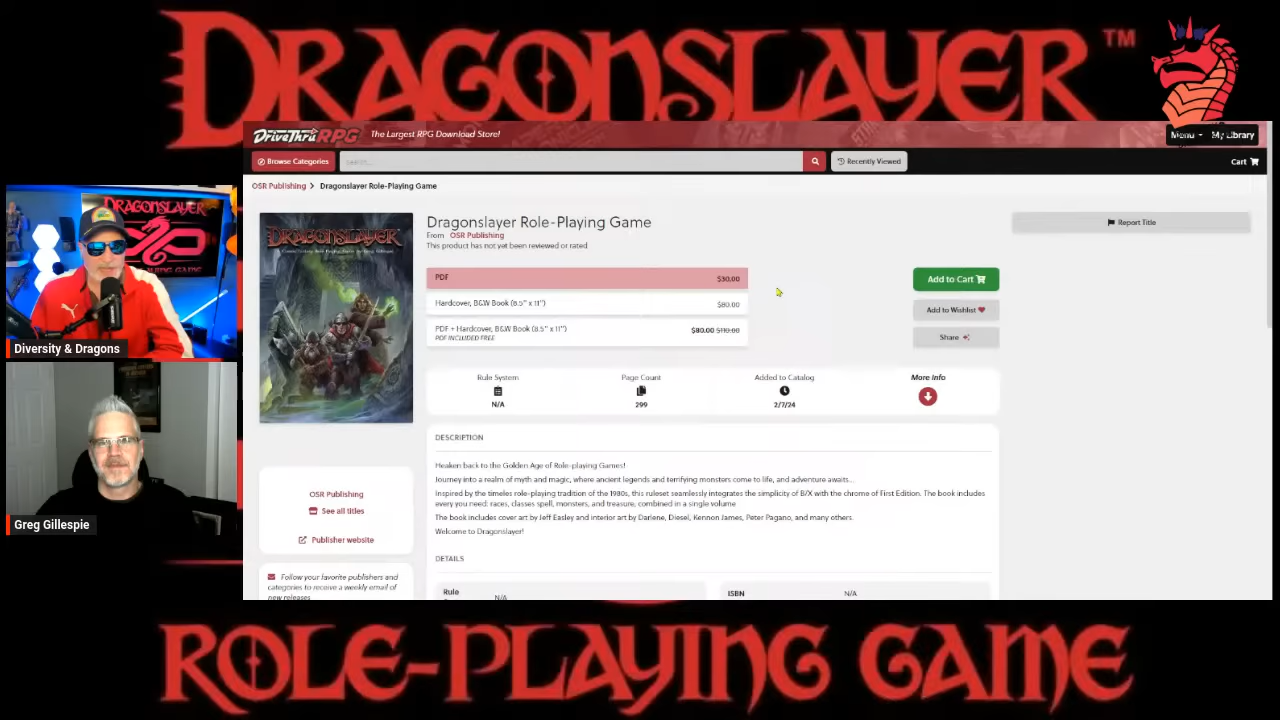 DRAGONSLAYER™
DriveThruRPG The Largest RPG Download Store!
Menu My Library
Browse Categories
Search...
Recently Viewed
Cart
OSR Publishing > Dragonslayer Role-Playing Game
DRAGONSLAYER
DRAGONSLAYER
Dragonslayer Role-Playing Game
From OSR Publishing
This product has not yet been reviewed or rated
Report Title
PDF $30.00
Hardcover, B&W Book (8.5" x 11") $80.00
PDF + Hardcover, B&W Book (8.5" x 11") $80.00 $110.00
PDF INCLUDED FREE
Add to Cart
Add to Wishlist
Share
Diversity & Dragons
Rule System
N/A
Page Count
299
Added to Catalog
2/7/24
More Info
DESCRIPTION
Heaken back to the Golden Age of Role-playing Games!
Journey into a realm of myth and magic, where ancient legends and terrifying monsters come to life, and adventure awaits...
Inspired by the timeles role-playing tradition of the 1980s, this ruleset seamlessly integrates the simplicity of B/X with the chrome of First Edition. The book includes
every you need: races, classes spell, monsters, and treasure, combined in a single volume
The book includes cover art by Jeff Easley and interior art by Darlene, Diesel, Kennon James, Peter Pagano, and many others.
Welcome to Dragonslayer!
OSR Publishing
See all titles
Publisher website
Greg Gillespie
DETAILS
Follow your favorite publishers and
categories to receive a weekly email of
new releases
Rule
N/A
ISBN
N/A
ROLE-PLAYING GAME